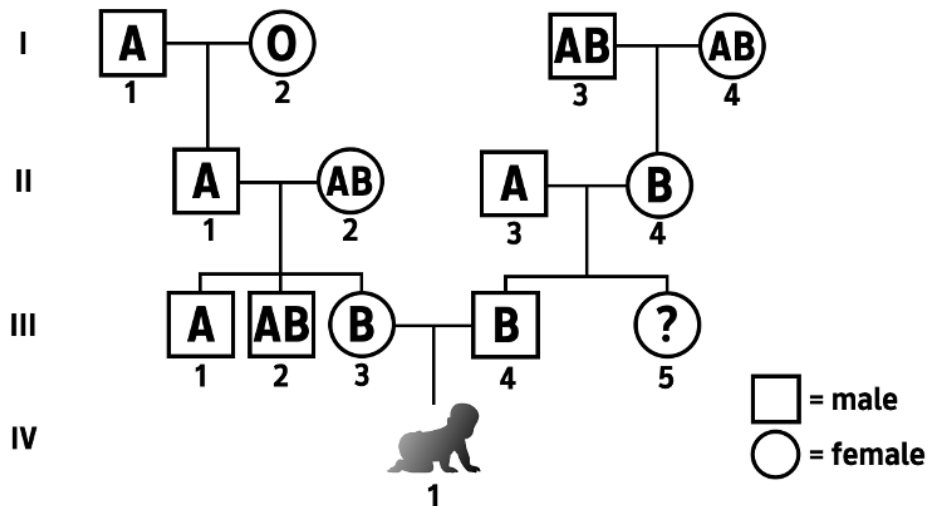 I A O AB AB
1 2 3 4
II A AB A B
1 2 3 4
III A AB B B ?
1 2 3 4 5
= male
IV
= female
1